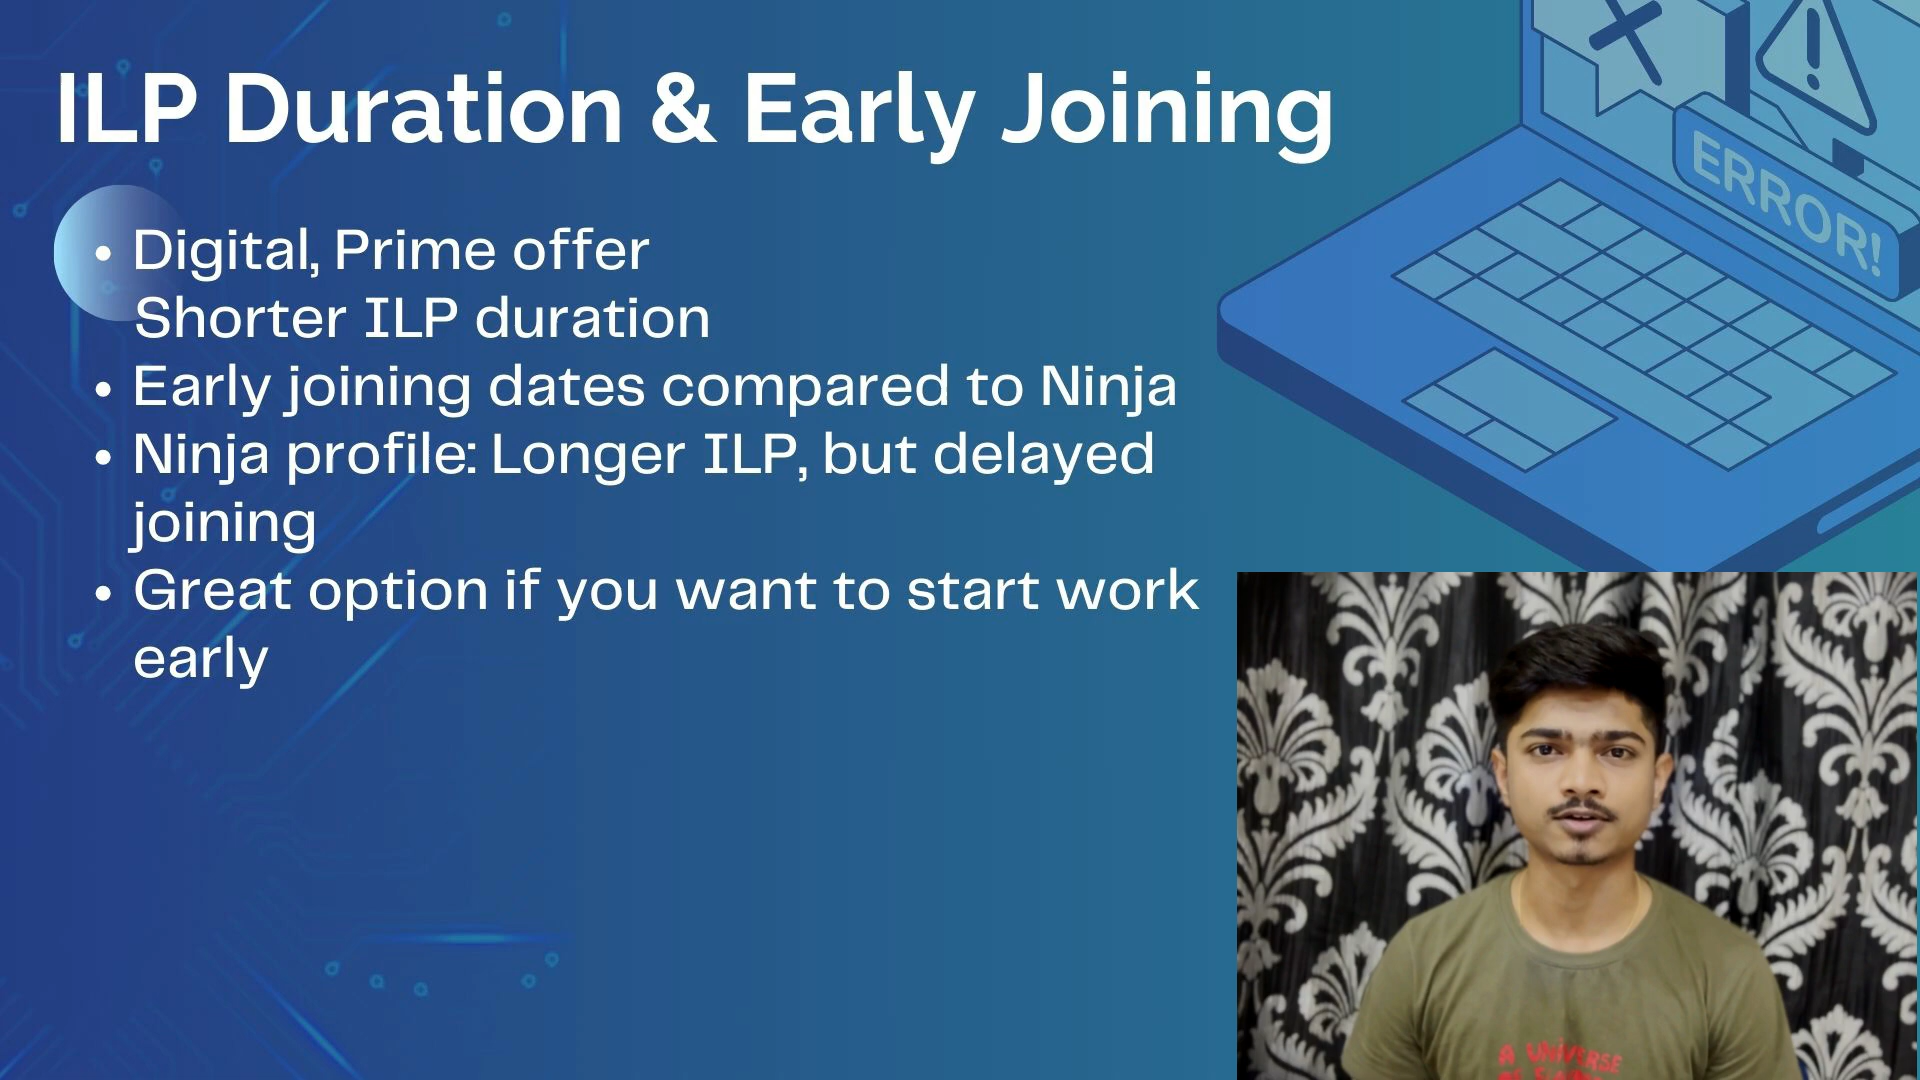 ILP Duration & Early Joining
• Digital, Prime offer
Shorter ILP duration
• Early joining dates compared to Ninja
• Ninja profile: Longer ILP, but delayed
joining
• Great option if you want to start work
early
ERROR!
A UNIVERSE